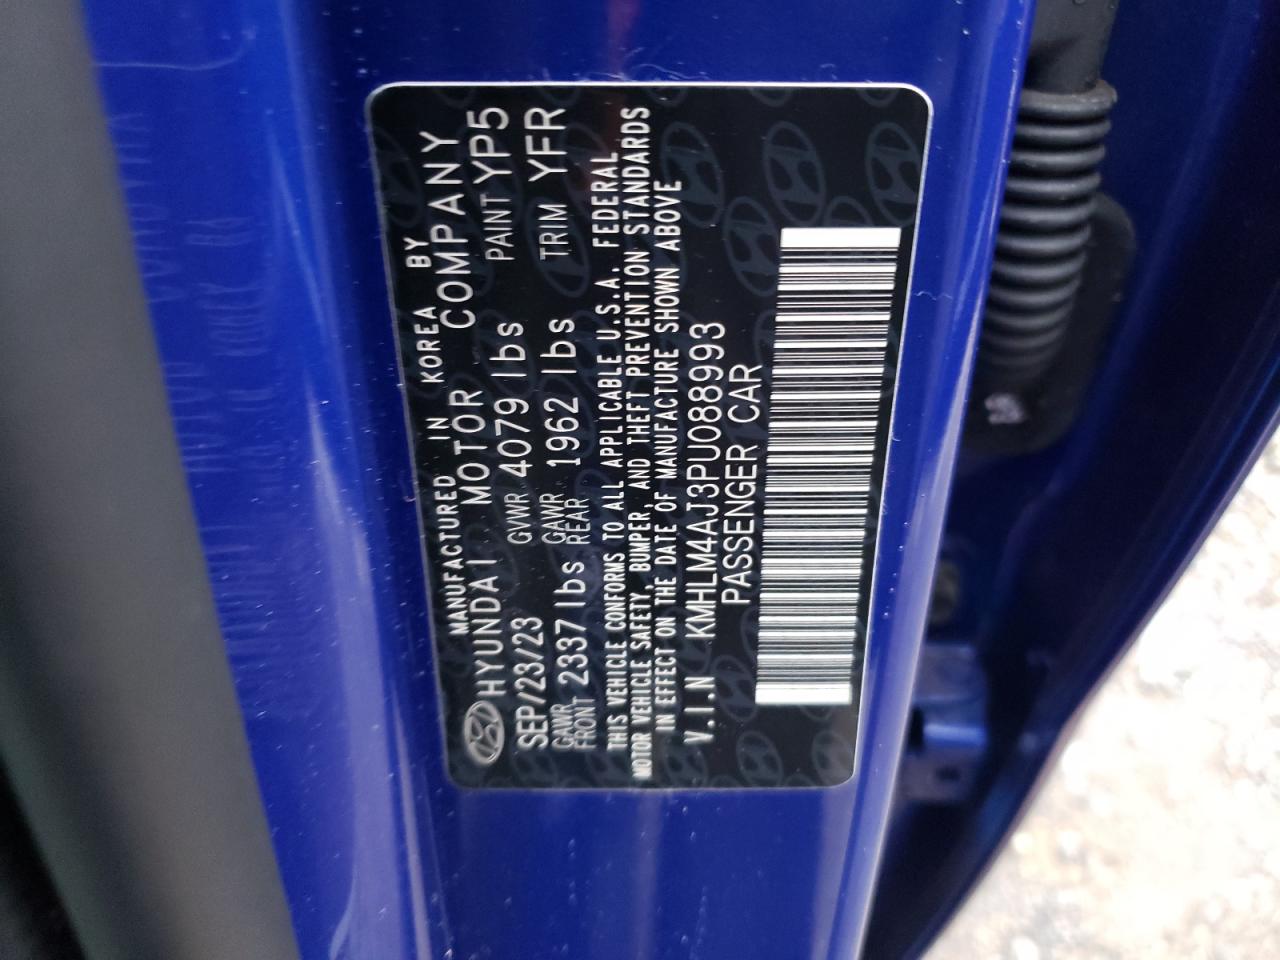 MANUFACTURED IN KOREA BY
HYUNDAI MOTOR COMPANY
SEP/23/23 GVWR 4079 lbs PAINT YP5
GAWR FRONT 2337 lbs GAWR REAR 1962 lbs TRIM YFR
THIS VEHICLE CONFORMS TO ALL APPLICABLE U.S.A. FEDERAL
MOTOR VEHICLE SAFETY, BUMPER, AND THEFT PREVENTION STANDARDS
IN EFFECT ON THE DATE OF MANUFACTURE SHOWN ABOVE
V.I.N KMHLM4AJ3PU088993
PASSENGER CAR